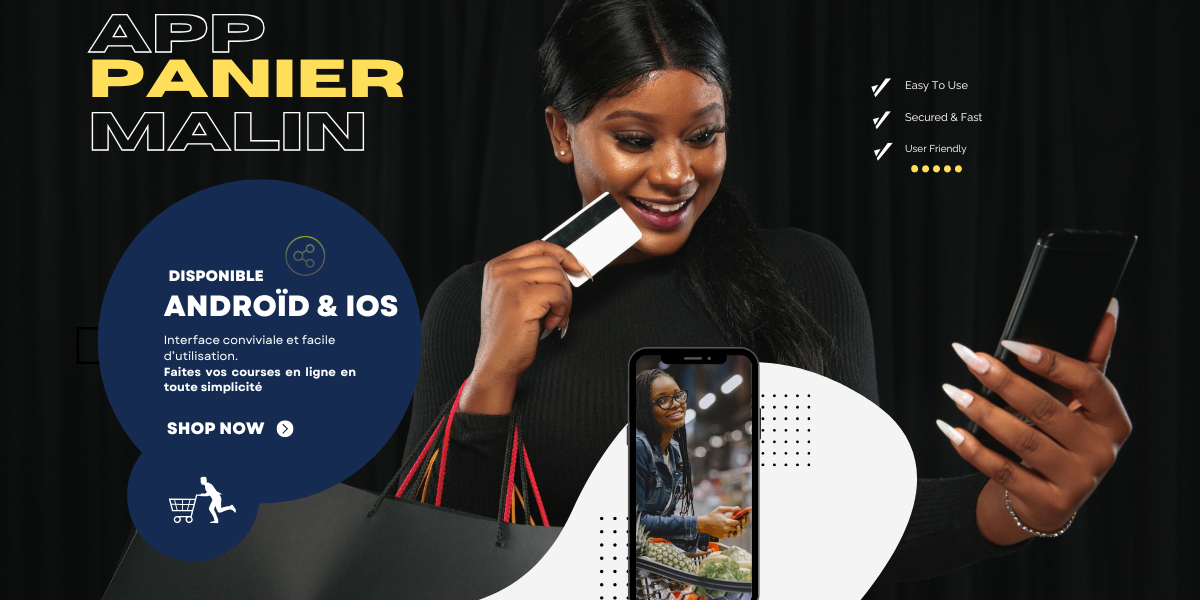 APP
PANIER
MALIN
Easy To Use
Secured & Fast
User Friendly
DISPONIBLE
ANDROÏD & IOS
Interface conviviale et facile
d'utilisation.
Faites vos courses en ligne en
toute simplicité
SHOP NOW